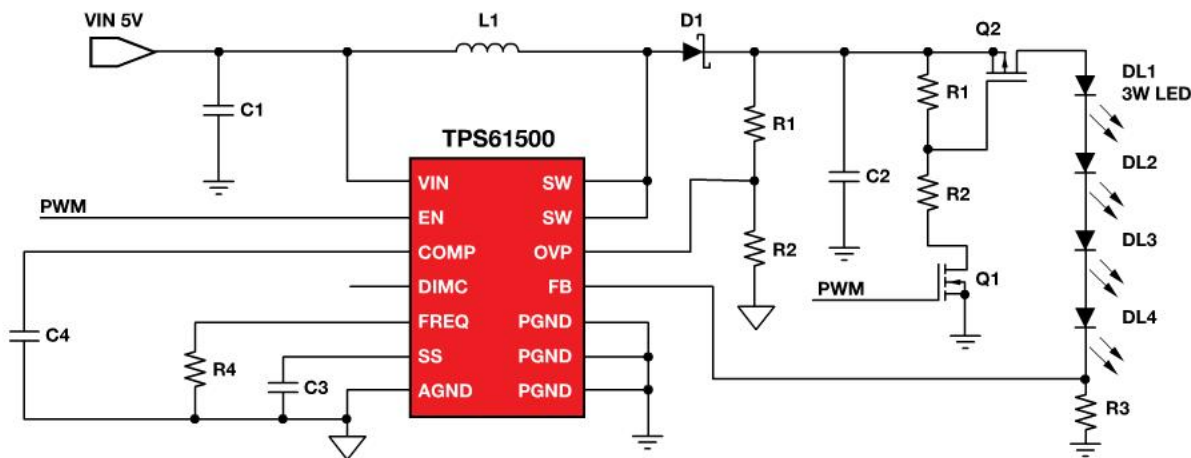 VIN 5V
L1
D1
Q2
C1
R1
C2
R1
DL1
3W LED
TPS61500
VIN
SW
PWM
EN
SW
COMP
OVP
R2
R2
DL2
DIMC
FB
PWM
Q1
DL3
C4
FREQ
PGND
DL4
R4
SS
PGND
C3
AGND
PGND
R3